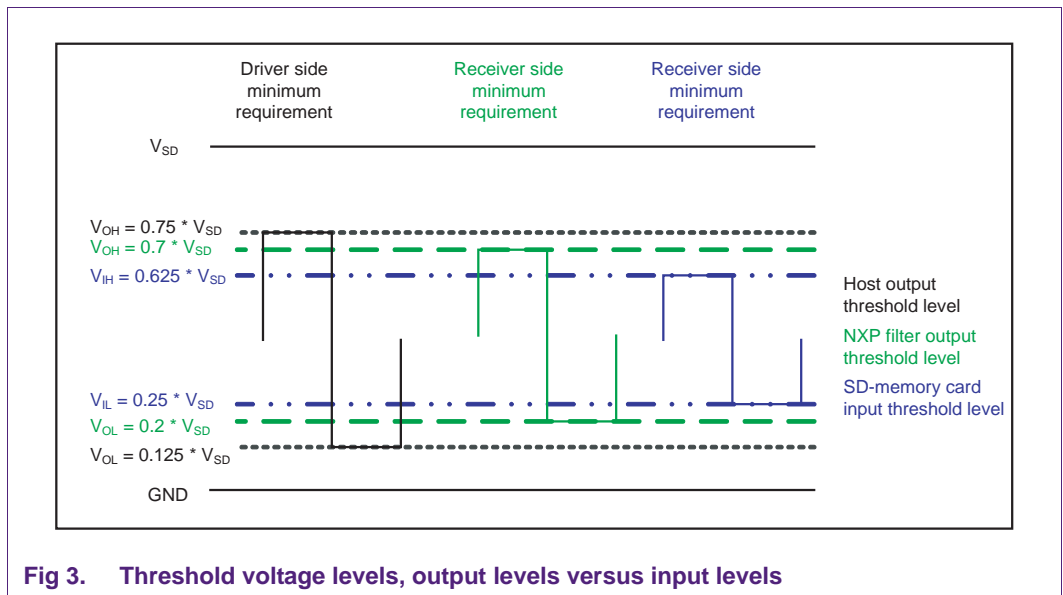 Driver side
minimum
requirement
Receiver side
minimum
requirement
Receiver side
minimum
requirement
VSD
VOH = 0.75 * VSD
VOH = 0.7 * VSD
VIH = 0.625 * VSD
VIL = 0.25 * VSD
VOL = 0.2 * VSD
VOL = 0.125 * VSD
GND
Host output
threshold level
NXP filter output
threshold level
SD-memory card
input threshold level
Fig 3. Threshold voltage levels, output levels versus input levels